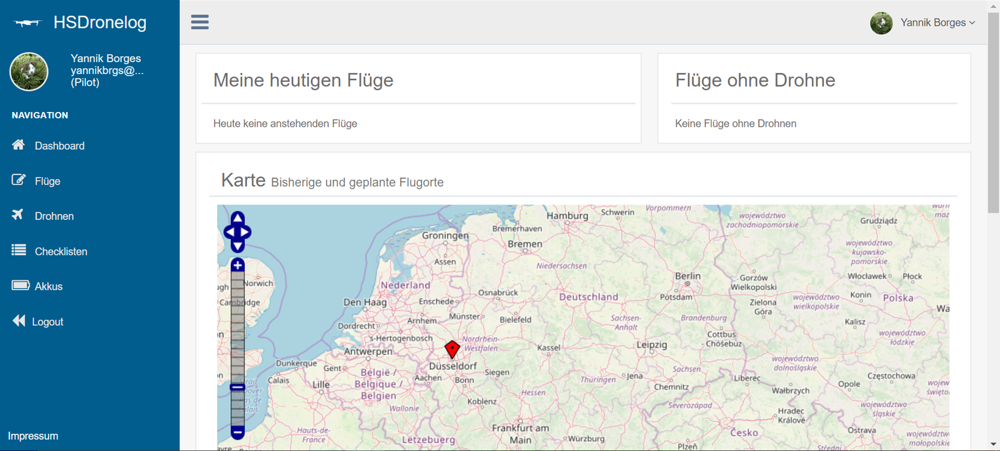 HSDronelog
Yannik Borges
Yannik Borges
yannikbrgs@...
(Pilot)
NAVIGATION
Dashboard
Flüge
Drohnen
Checklisten
Akkus
Logout
Impressum
Meine heutigen Flüge
Heute keine anstehenden Flüge
Flüge ohne Drohne
Keine Flüge ohne Drohnen
Karte Bisherige und geplante Flugorte
Hamburg
Schwerin
Vorpommern
województwo
zachodniopomorskie
Grudziądz
Bremerhaven
Groningen
Bremen
województwo
kujawsko-
pomorskie
Assen
Niedersachsen
Norwich
Nederland
Berlin
Gorzów
Wielkopolski
Włocławek
Płock
Cambridge
Den Haag
Enschede
Osnabrück
Deutschland
Potsdam
Zielona
Góra
województwo
wielkopolskie
Konin
Polska
Arnhem
Münster
Bielefeld
Sachsen-
Anhalt
Brandenburg
Kalisz
Dordrecht
's-Hertogenbosch
Nordrhein-
Westfalen
Kassel
Leipzig
Cottbus
- Chóśebuz
województwo
łódzkie
Antwerpen
Düsseldorf
Dunkerque
Gent
België /
Belgique /
Belgien
Aachen
Bonn
Siegen
Thüringen
Jena
Sachsen
Chemnitz
Liberec
województwo
dolnośląskie
Częstochowa
Calais
Lille
Hessen
Wałbrzych
Opole
Pas de
Calais
Wallonie
Koblenz
Severozápad
Hradec
Králové
województwo
śląskie
Hauts-de-
France
Lëtzebuerg
Frankfurt am
Main
Würzburg
Česko
Ostrava
Plzeň